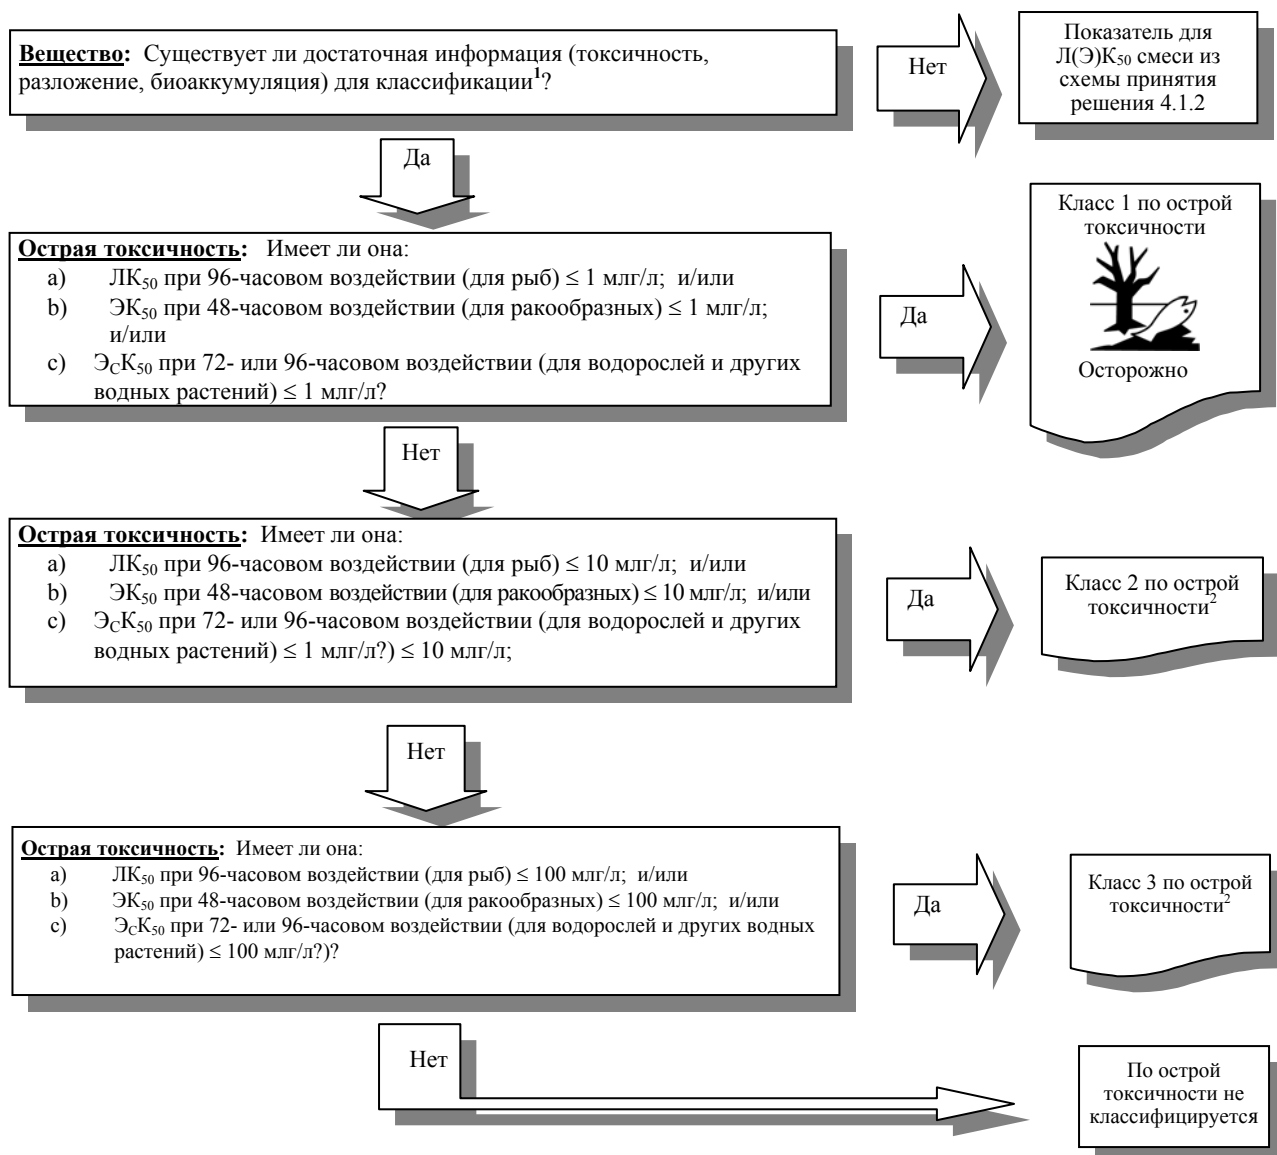 Вещество: Существует ли достаточная информация (токсичность,
разложение, биоаккумуляция) для классификации¹?
Нет
Показатель для
Л(Э)К₅₀ смеси из
схемы принятия
решения 4.1.2
Да
Острая токсичность: Имеет ли она:
a) ЛК₅₀ при 96-часовом воздействии (для рыб) ≤ 1 млг/л; и/или
b) ЭК₅₀ при 48-часовом воздействии (для ракообразных) ≤ 1 млг/л;
и/или
c) Э_СК₅₀ при 72- или 96-часовом воздействии (для водорослей и других
водных растений) ≤ 1 млг/л?
Да
Класс 1 по острой
токсичности
Осторожно
Нет
Острая токсичность: Имеет ли она:
a) ЛК₅₀ при 96-часовом воздействии (для рыб) ≤ 10 млг/л; и/или
b) ЭК₅₀ при 48-часовом воздействии (для ракообразных) ≤ 10 млг/л; и/или
c) Э_СК₅₀ при 72- или 96-часовом воздействии (для водорослей и других
водных растений) ≤ 1 млг/л?) ≤ 10 млг/л;
Да
Класс 2 по острой
токсичности²
Нет
Острая токсичность: Имеет ли она:
a) ЛК₅₀ при 96-часовом воздействии (для рыб) ≤ 100 млг/л; и/или
b) ЭК₅₀ при 48-часовом воздействии (для ракообразных) ≤ 100 млг/л; и/или
c) Э_СК₅₀ при 72- или 96-часовом воздействии (для водорослей и других водных
растений) ≤ 100 млг/л?)?
Да
Класс 3 по острой
токсичности²
Нет
По острой
токсичности не
классифицируется